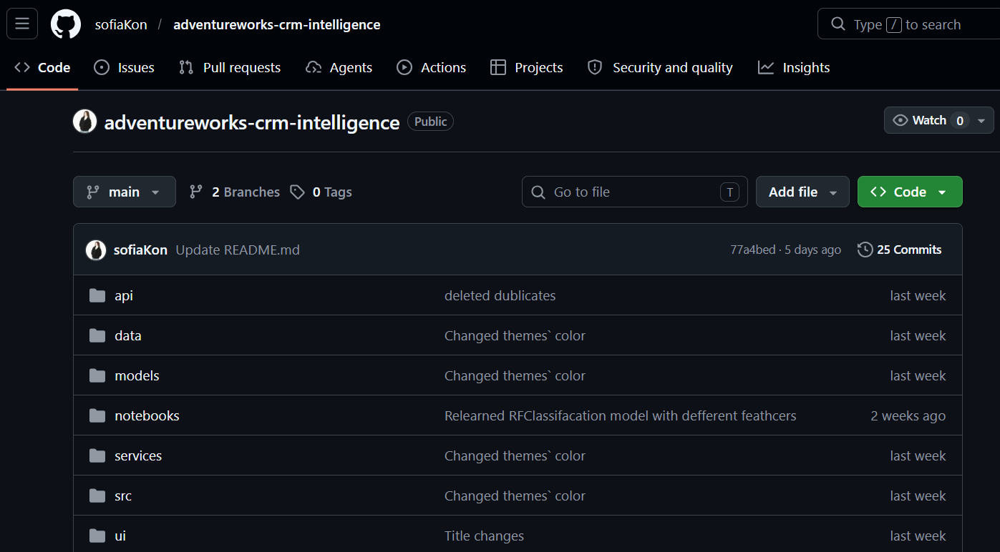 sofiaKon / adventureworks-crm-intelligence Type / to search
Code Issues Pull requests Agents Actions Projects Security and quality Insights
adventureworks-crm-intelligence Public Watch 0
main 2 Branches 0 Tags Go to file T Add file Code
sofiaKon Update README.md 77a4bed · 5 days ago 25 Commits
api deleted dublicates last week
data Changed themes` color last week
models Changed themes` color last week
notebooks Relearned RFClassifacation model with defferent feathcers 2 weeks ago
services Changed themes` color last week
src Changed themes` color last week
ui Title changes last week